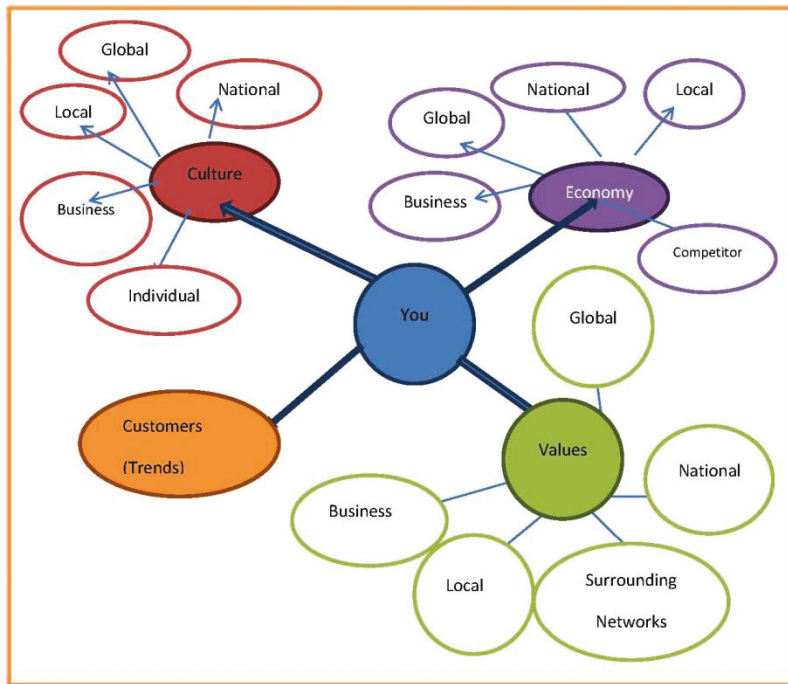 Global
National
Local
Culture
Business
Individual
National
Local
Global
Economy
Business
Competitor
You
Global
Customers
(Trends)
Values
National
Business
Local
Surrounding
Networks